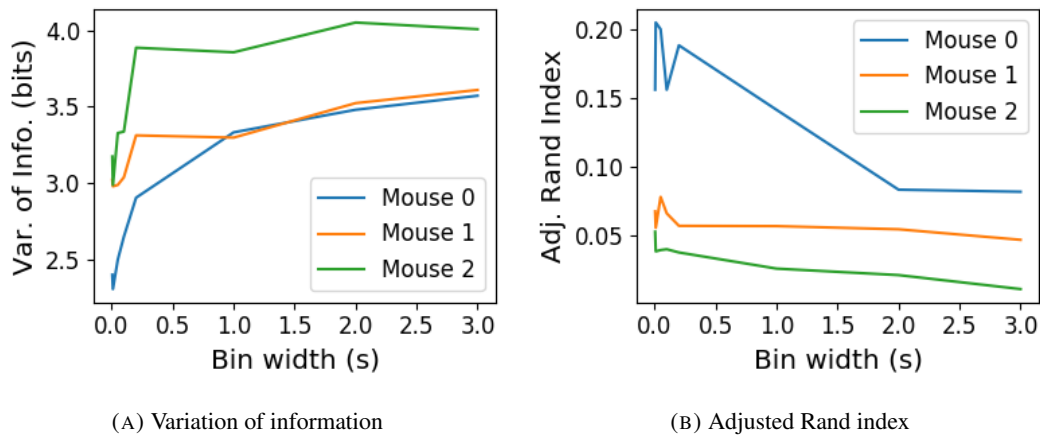 4.0
3.5
3.0
2.5
Var. of Info. (bits)
0.0 0.5 1.0 1.5 2.0 2.5 3.0
Bin width (s)
Mouse 0
Mouse 1
Mouse 2
(A) Variation of information
0.20
0.15
0.10
0.05
Adj. Rand Index
0.0 0.5 1.0 1.5 2.0 2.5 3.0
Bin width (s)
Mouse 0
Mouse 1
Mouse 2
(B) Adjusted Rand index